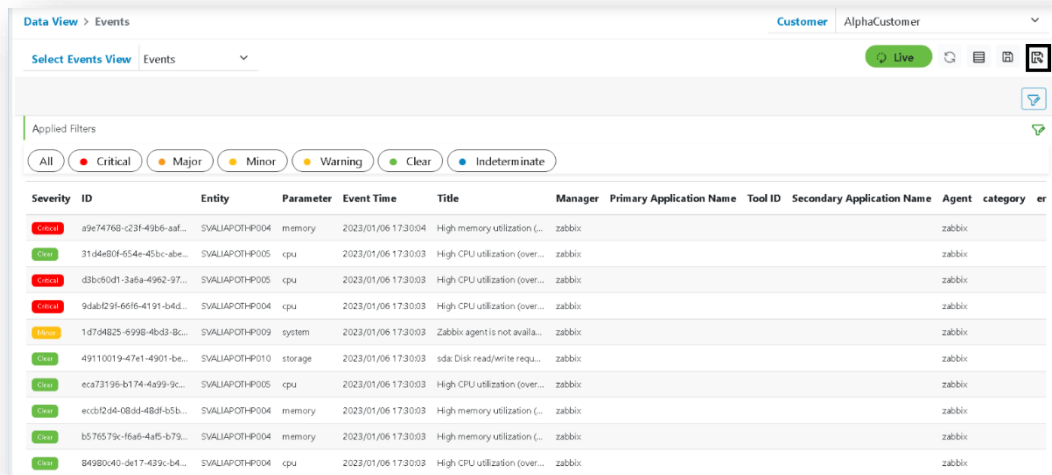 Data View > Events Customer AlphaCustomer
Select Events View Events Live
Applied Filters
All Critical Major Minor Warning Clear Indeterminate
Severity ID Entity Parameter Event Time Title Manager Primary Application Name Tool ID Secondary Application Name Agent category er
Critical a9e74768-c23f-49b6-aaf... SVALIAPOTHP004 memory 2023/01/06 17:30:04 High memory utilization (... zabbix zabbix
Clear 31d4e80f-654e-45bc-abe... SVALIAPOTHP005 cpu 2023/01/06 17:30:03 High CPU utilization (over... zabbix zabbix
Critical d3bc60d1-3a6a-4962-97... SVALIAPOTHP005 cpu 2023/01/06 17:30:03 High CPU utilization (over... zabbix zabbix
Critical 9dabf29f-66f6-4191-b4d... SVALIAPOTHP004 cpu 2023/01/06 17:30:03 High CPU utilization (over... zabbix zabbix
Minor 1d7d4825-6998-4bd3-8c... SVALIAPOTHP009 system 2023/01/06 17:30:03 Zabbix agent is not availa... zabbix zabbix
Clear 49110019-47e1-4901-be... SVALIAPOTHP010 storage 2023/01/06 17:30:03 sda: Disk read/write requ... zabbix zabbix
Clear eca73196-b174-4a99-9c... SVALIAPOTHP005 cpu 2023/01/06 17:30:03 High CPU utilization (over... zabbix zabbix
Clear eccbf2d4-08dd-48df-b5b... SVALIAPOTHP004 memory 2023/01/06 17:30:03 High memory utilization (... zabbix zabbix
Clear b576579c-f6a6-4af5-b79... SVALIAPOTHP004 memory 2023/01/06 17:30:03 High memory utilization (... zabbix zabbix
Clear 84980c40-de17-439c-b4... SVALIAPOTHP004 cpu 2023/01/06 17:30:03 High CPU utilization (over... zabbix zabbix